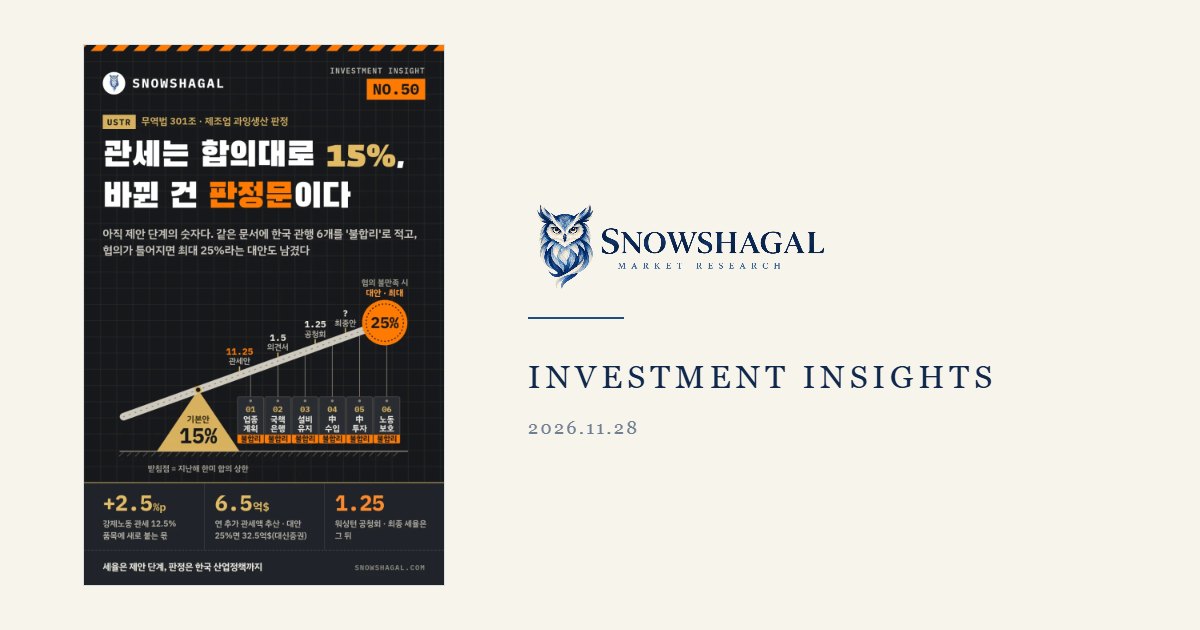 SNOWSHAGAL
INVESTMENT INSIGHT
NO.50
USTR 무역법 301조 · 제조업 과잉생산 판정
관세는 합의대로 15%,
바뀐 건 판정문이다
아직 제안 단계의 숫자다. 같은 문서에 한국 관행 6개를 '불합리'로 적고,
협의가 틀어지면 최대 25%라는 대안도 남겼다
협의 불만족 시
대안 · 최대
25%
?
최종안
1.25
공청회
1.5
의견서
11.25
관세안
기본안
15%
01 02 03 04 05 06
업종 국책 설비 中 中 노동
계획 은행 유지 수입 투자 보호
불합리 불합리 불합리 불합리 불합리 불합리
받침점 = 지난해 한미 합의 상한
+2.5%p
강제노동 관세 12.5%
품목에 새로 붙는 몫
6.5억$
연 추가 관세액 추산 · 대안
25%면 32.5억$(대신증권)
1.25
워싱턴 공청회 · 최종 세율은
그 뒤
세율은 제안 단계, 판정은 한국 산업정책까지
SNOWSHAGAL.COM
SNOWSHAGAL
MARKET RESEARCH
INVESTMENT INSIGHTS
2026.11.28